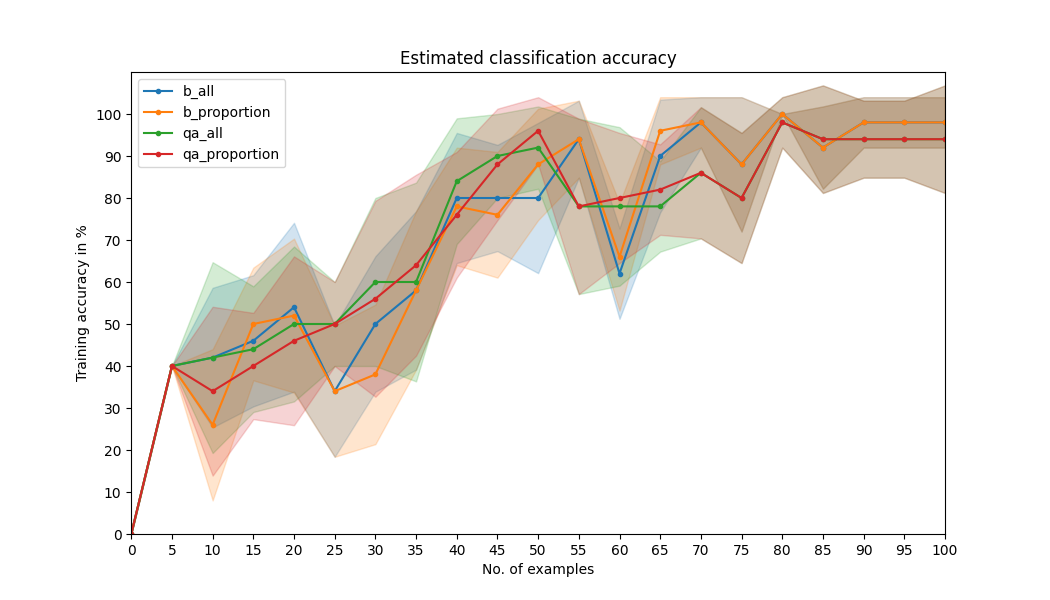 Estimated classification accuracy
b_all
b_proportion
qa_all
qa_proportion
Training accuracy in %
100
90
80
70
60
50
40
30
20
10
0
0 5 10 15 20 25 30 35 40 45 50 55 60 65 70 75 80 85 90 95 100
No. of examples